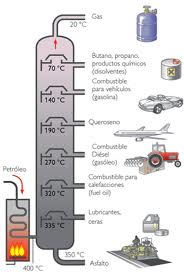 Gas
20 °C
Butano, propano,
productos químicos
(disolventes)
70 °C
Combustible
para vehículos
(gasolina)
140 °C
Queroseno
190 °C
Combustible
Diésel
(gasóleo)
270 °C
Combustible para
calefacciones
(fuel oil)
320 °C
Lubricantes,
ceras
335 °C
Petróleo
350 °C
Asfalto
400 °C